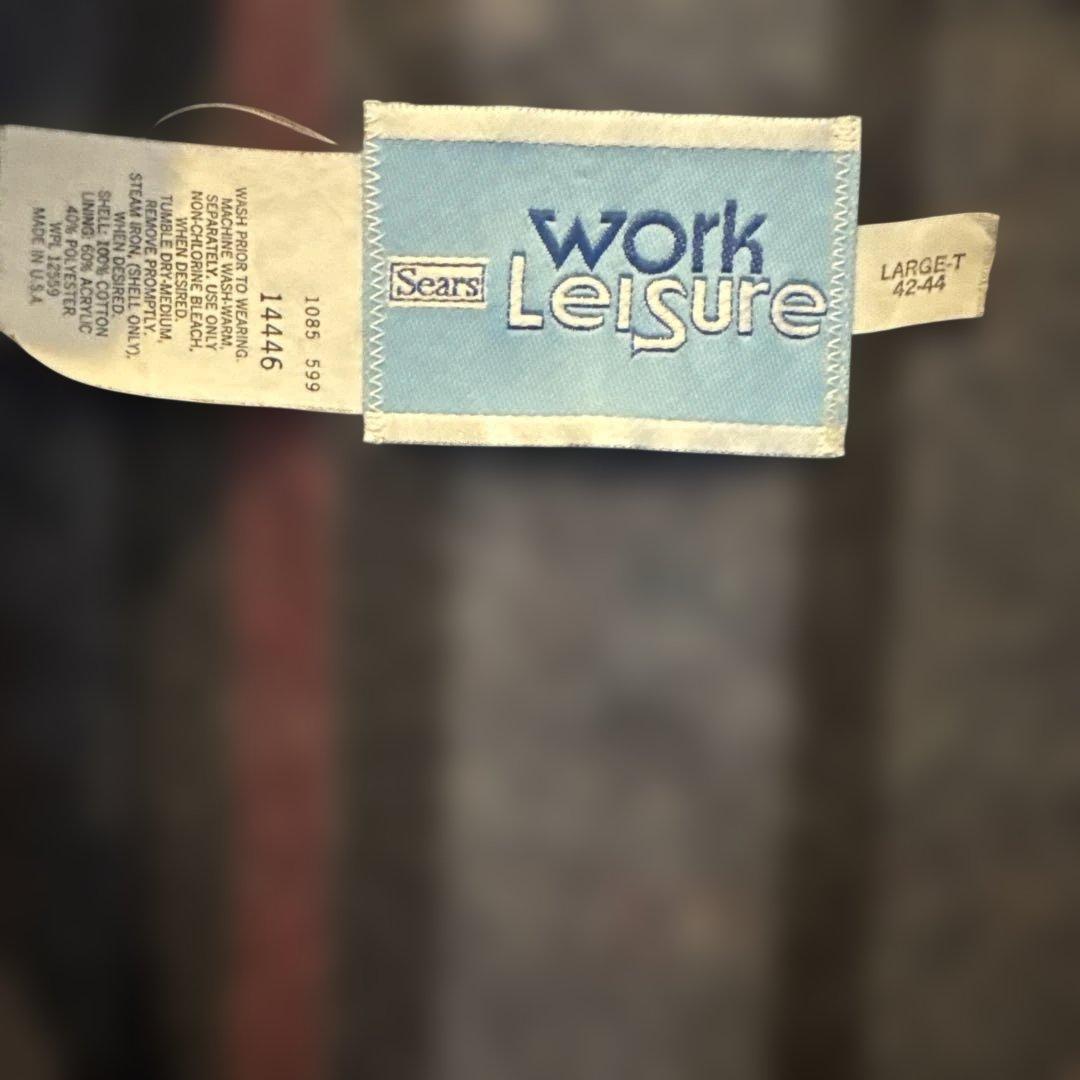 Sears
work
Leisure
LARGE-T
42-44
1085 599
14446
WASH PRIOR TO WEARING.
MACHINE WASH-WARM,
SEPARATELY. USE ONLY
NON-CHLORINE BLEACH,
WHEN DESIRED.
TUMBLE DRY-MEDIUM,
REMOVE PROMPTLY.
STEAM IRON, (SHELL ONLY),
WHEN DESIRED.
SHELL: 100% COTTON
LINING: 60% ACRYLIC
40% POLYESTER
WPL 12959
MADE IN U.S.A.